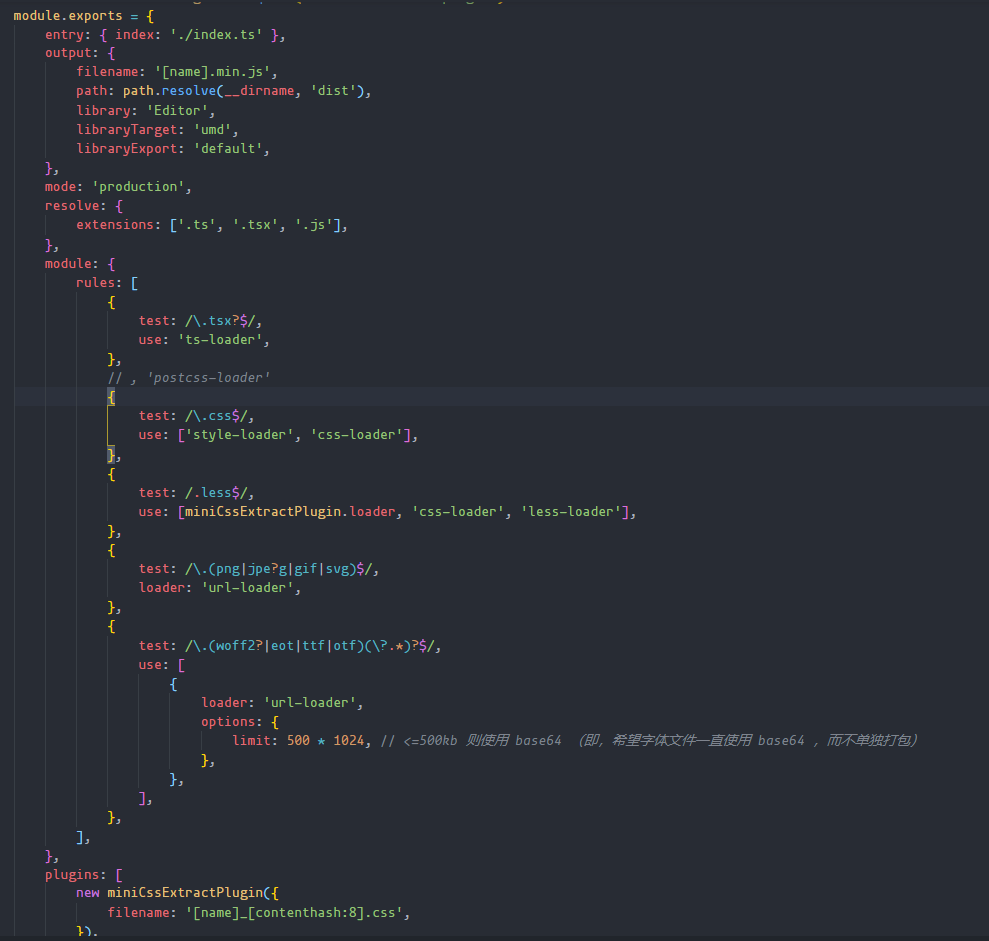 module.exports = {
entry: { index: './index.ts' },
output: {
filename: '[name].min.js',
path: path.resolve(__dirname, 'dist'),
library: 'Editor',
libraryTarget: 'umd',
libraryExport: 'default',
},
mode: 'production',
resolve: {
extensions: ['.ts', '.tsx', '.js'],
},
module: {
rules: [
{
test: /\.tsx?$/,
use: 'ts-loader',
},
// , 'postcss-loader'
{
test: /\.css$/,
use: ['style-loader', 'css-loader'],
},
{
test: /.less$/,
use: [miniCssExtractPlugin.loader, 'css-loader', 'less-loader'],
},
{
test: /\.(png|jpe?g|gif|svg)$/,
loader: 'url-loader',
},
{
test: /\.(woff2?|eot|ttf|otf)(\?.*)?$/,
use: [
{
loader: 'url-loader',
options: {
limit: 500 * 1024, // <=500kb 则使用 base64 （即，希望字体文件一直使用 base64 ，而不单独打包）
},
},
],
},
],
},
plugins: [
new miniCssExtractPlugin({
filename: '[name]_[contenthash:8].css',
}),